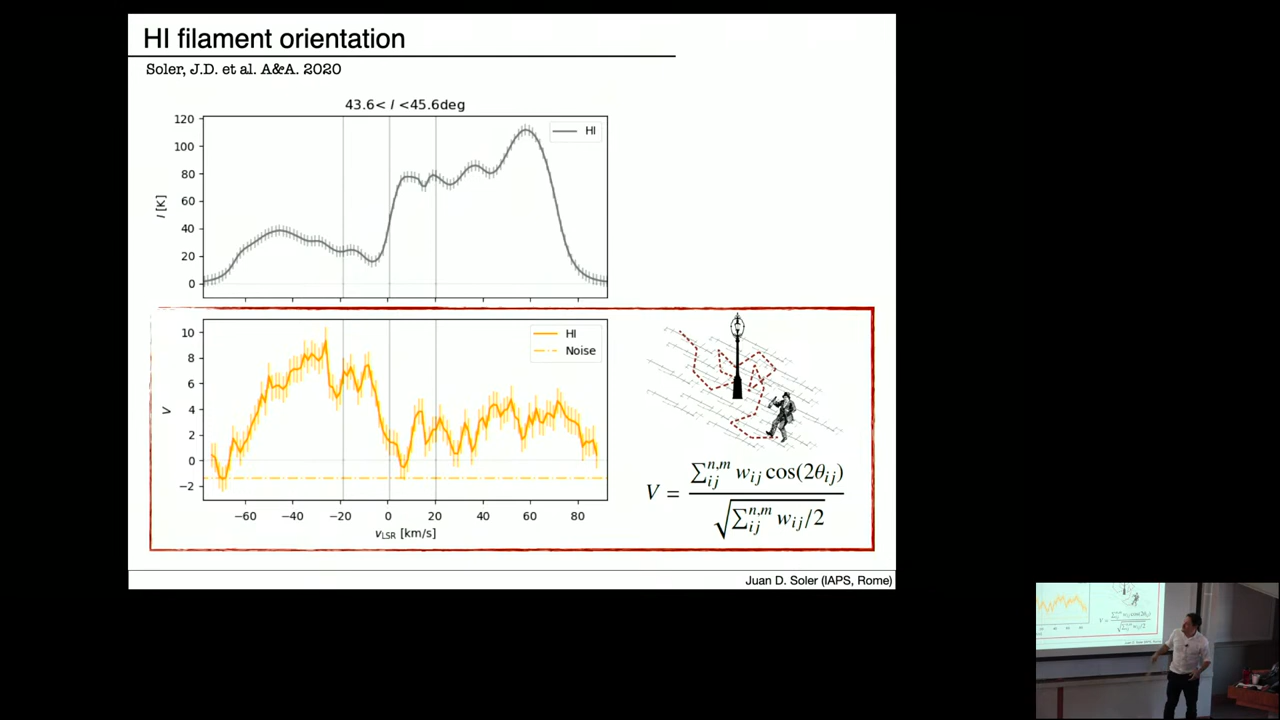 HI filament orientation
Soler, J.D. et al. A&A. 2020
43.6< l <45.6deg
HI
I [K]
120
100
80
60
40
20
0
HI
Noise
V
10
8
6
4
2
0
−2
−60 −40 −20 0 20 40 60 80
vLSR [km/s]
V = ∑ij^n,m wij cos(2θij) / √∑ij^n,m wij/2
Juan D. Soler (IAPS, Rome)